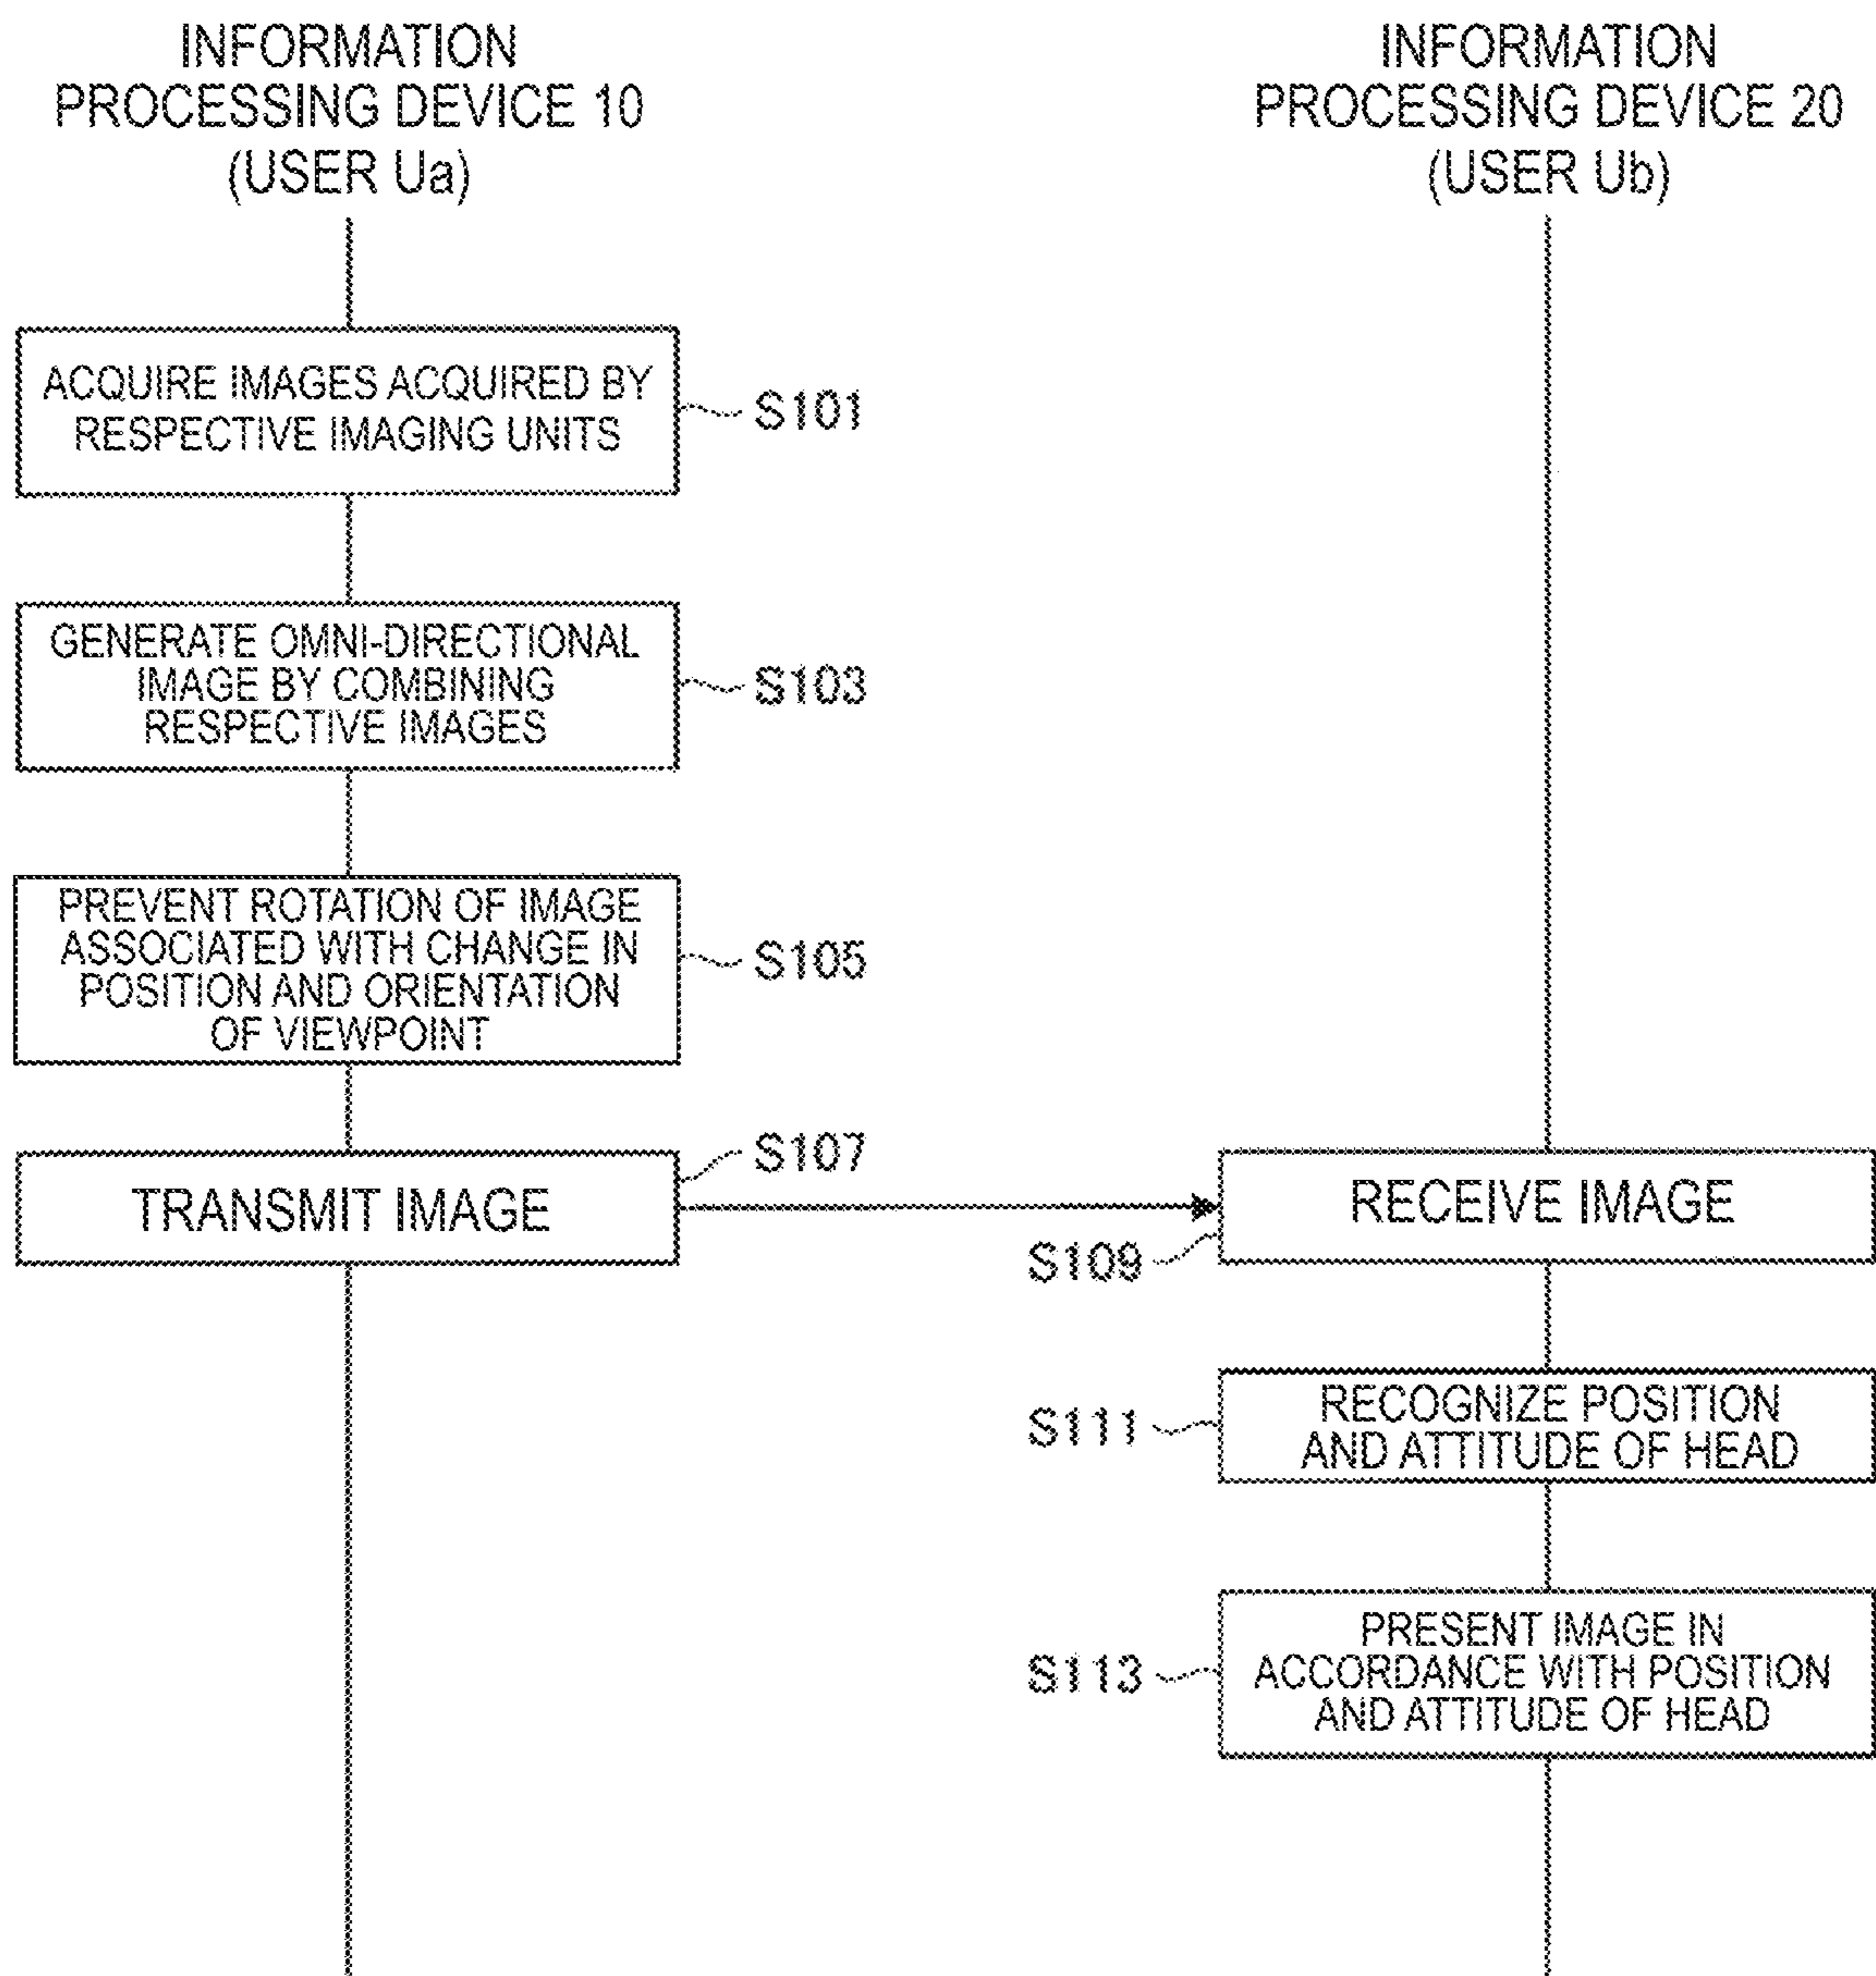 INFORMATION
PROCESSING DEVICE 10
(USER Ua)
INFORMATION
PROCESSING DEVICE 20
(USER Ub)
ACQUIRE IMAGES ACQUIRED BY
RESPECTIVE IMAGING UNITS
S101
GENERATE OMNI-DIRECTIONAL
IMAGE BY COMBINING
RESPECTIVE IMAGES
S103
PREVENT ROTATION OF IMAGE
ASSOCIATED WITH CHANGE IN
POSITION AND ORIENTATION
OF VIEWPOINT
S105
TRANSMIT IMAGE
S107
RECEIVE IMAGE
S109
RECOGNIZE POSITION
AND ATTITUDE OF HEAD
S111
PRESENT IMAGE IN
ACCORDANCE WITH POSITION
AND ATTITUDE OF HEAD
S113